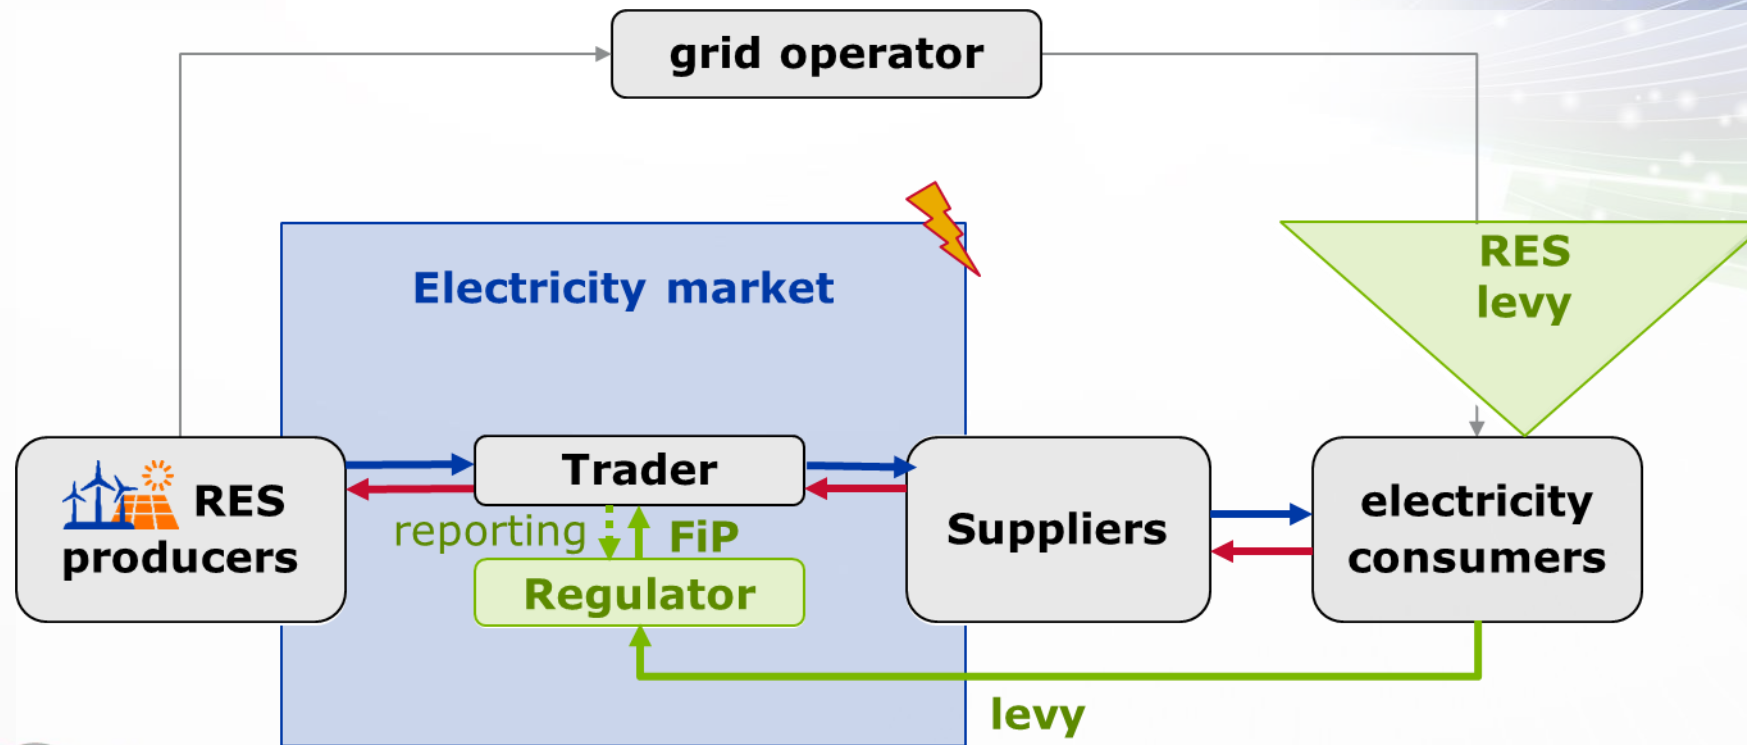 grid operator
Electricity market
RES
levy
RES
producers
Trader
reporting
FiP
Regulator
Suppliers
electricity
consumers
levy